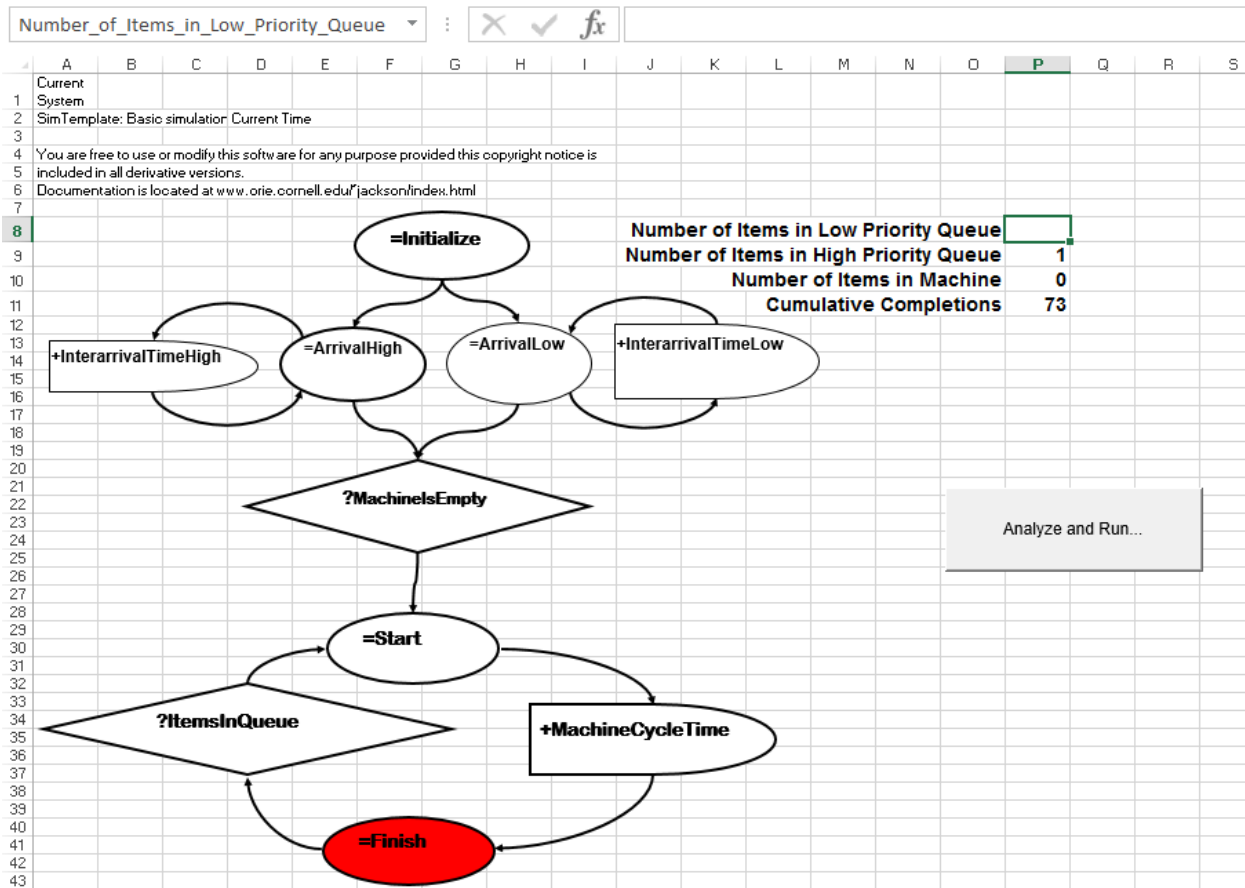 Number_of_Items_in_Low_Priority_Queue
fx
A B C D E F G H I J K L M N O P Q R S
Current
1 System
2 SimTemplate: Basic simulation Current Time
3
4 You are free to use or modify this software for any purpose provided this copyright notice is
5 included in all derivative versions.
6 Documentation is located at www.orie.cornell.edu/~jackson/index.html
7
8 =Initialize Number of Items in Low Priority Queue
9 Number of Items in High Priority Queue 1
10 Number of Items in Machine 0
11 Cumulative Completions 73
12
13 +InterarrivalTimeHigh =ArrivalHigh =ArrivalLow +InterarrivalTimeLow
14
15
16
17
18
19
20
21
22 ?MachineIsEmpty
23
24 Analyze and Run...
25
26
27
28
29
30 =Start
31
32
33
34 ?ItemsInQueue
35 +MachineCycleTime
36
37
38
39
40
41 =Finish
42
43